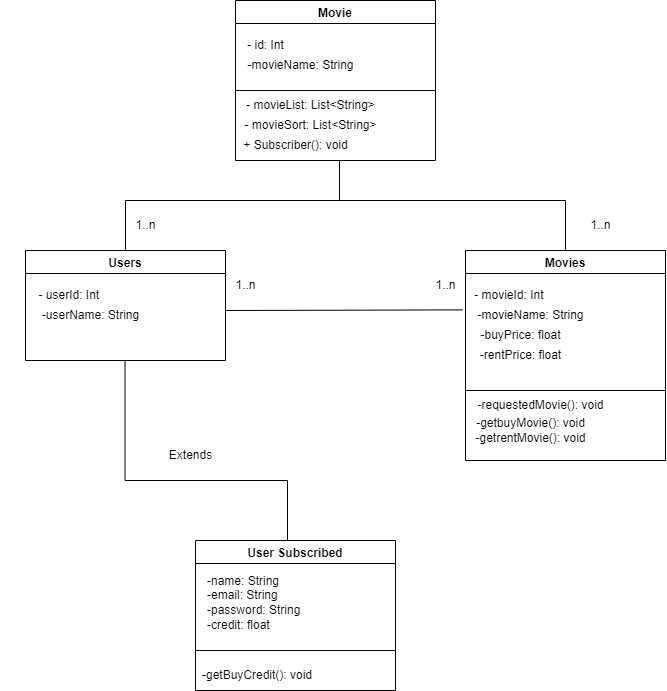 Movie
- id: Int
-movieName: String
- movieList: List<String>
- movieSort: List<String>
+ Subscriber(): void
1..n
1..n
Users
- userId: Int
-userName: String
1..n
1..n
Movies
- movieId: Int
-movieName: String
-buyPrice: float
-rentPrice: float
-requestedMovie(): void
-getbuyMovie(): void
-getrentMovie(): void
Extends
User Subscribed
-name: String
-email: String
-password: String
-credit: float
-getBuyCredit(): void